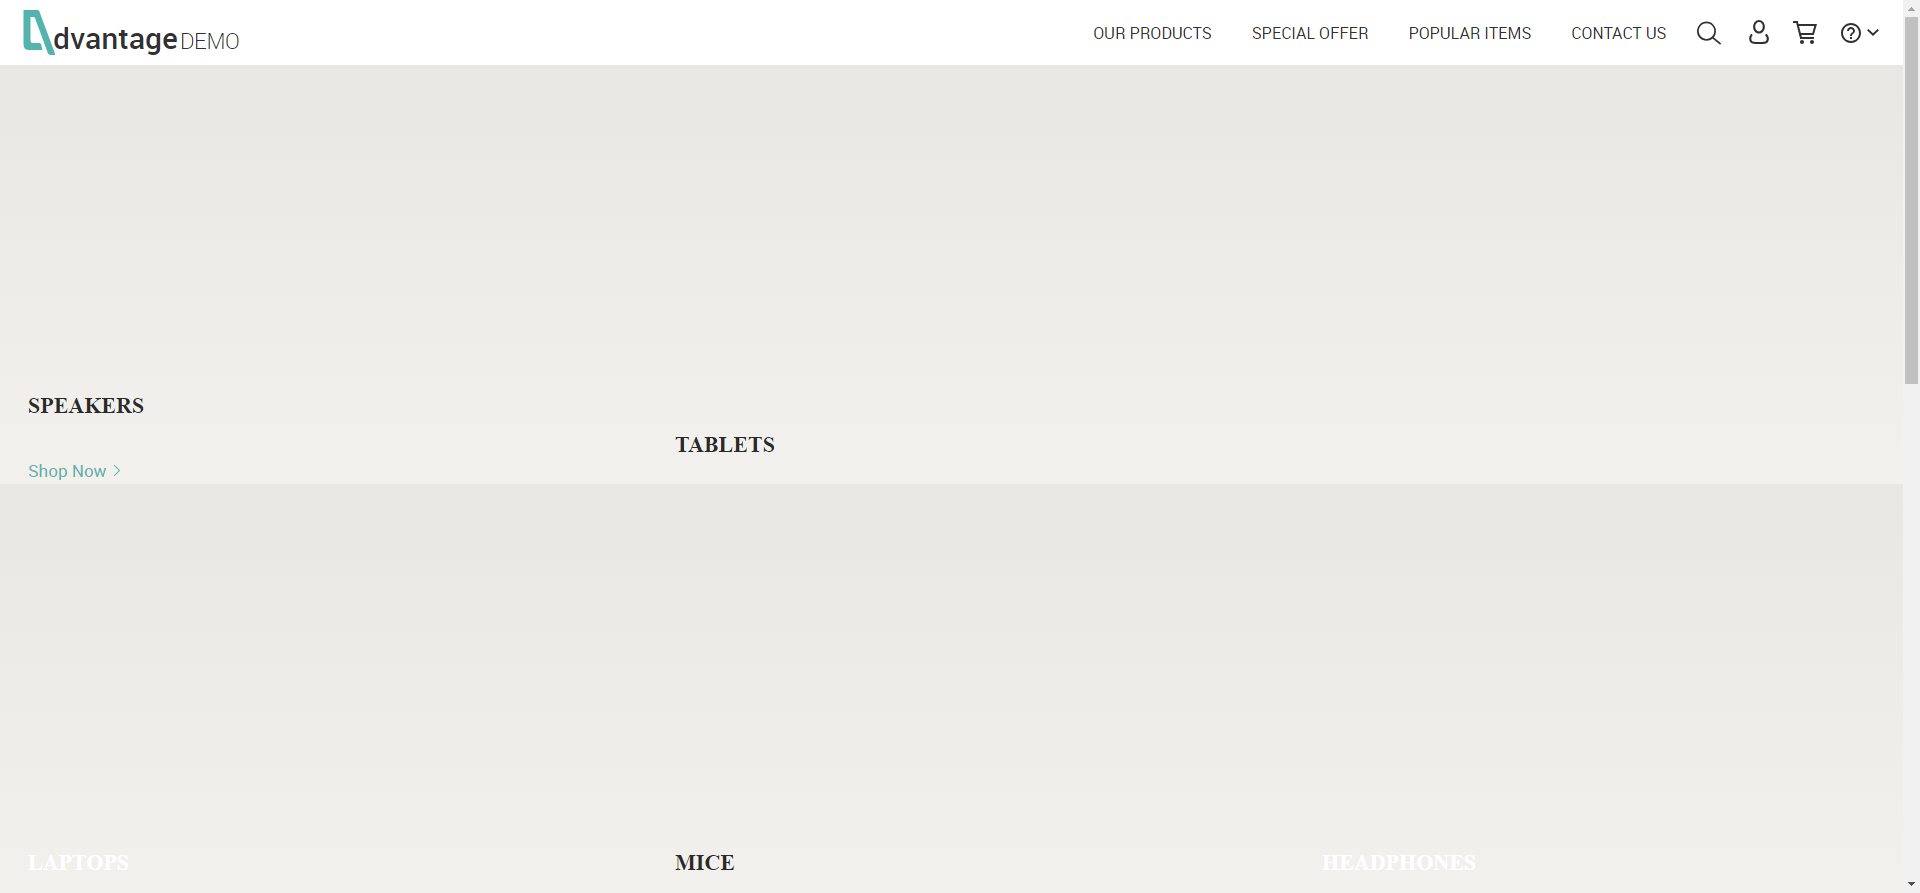 dvantage DEMO
OUR PRODUCTS
SPECIAL OFFER
POPULAR ITEMS
CONTACT US
SPEAKERS
TABLETS
Shop Now
LAPTOPS
MICE
HEADPHONES